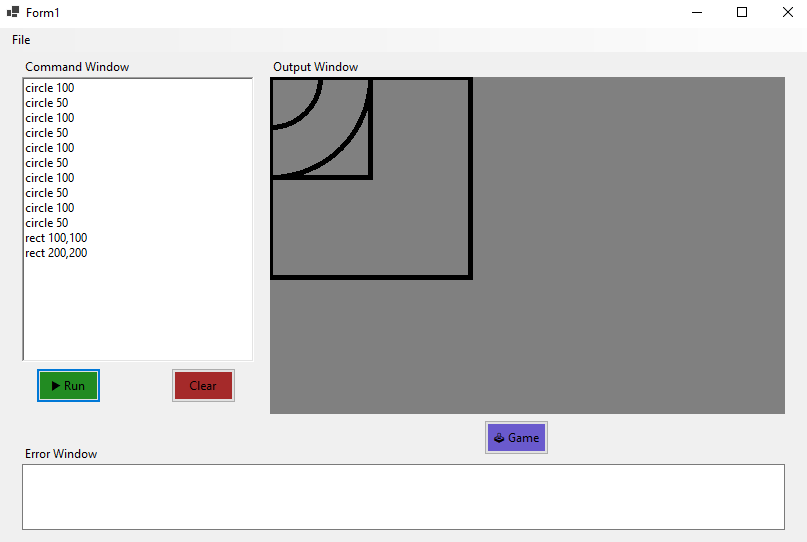 Form1
File
Command Window
Output Window
circle 100
circle 50
circle 100
circle 50
circle 100
circle 50
circle 100
circle 50
circle 100
circle 50
rect 100,100
rect 200,200
Run
Clear
Game
Error Window